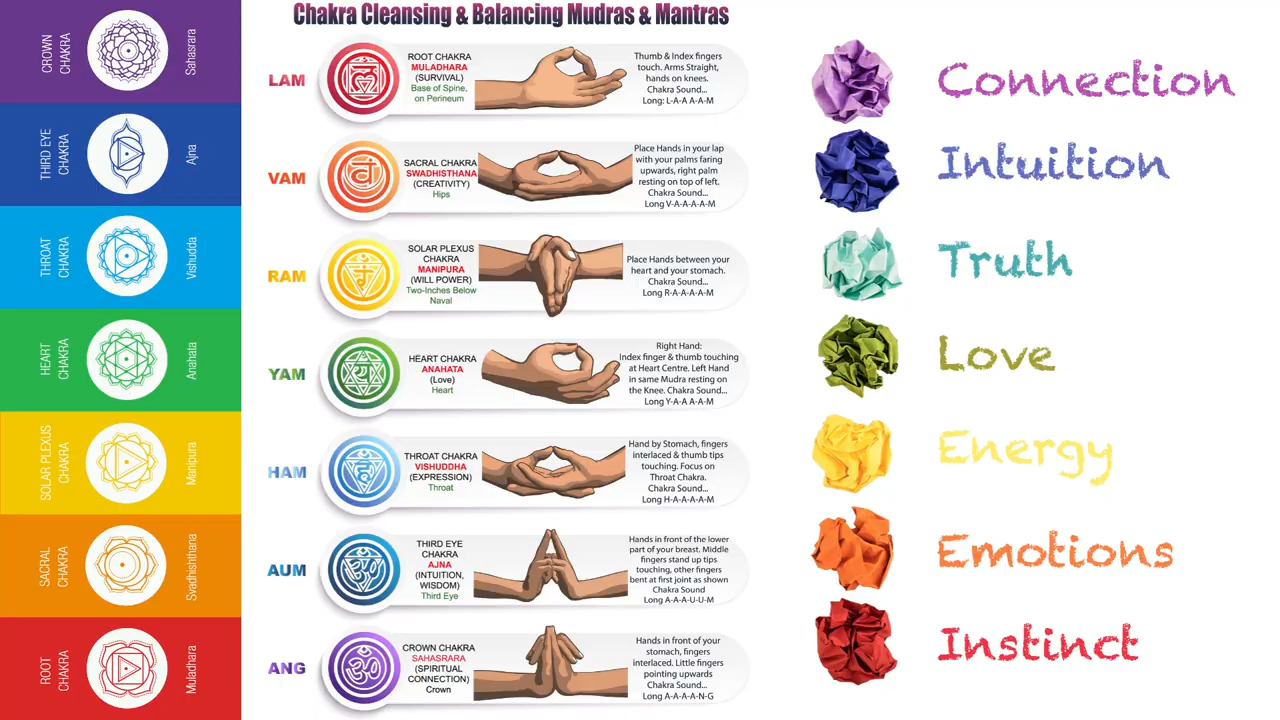 CROWN
CHAKRA
Sahasrara
THIRD EYE
CHAKRA
Ajna
THROAT
CHAKRA
Vishudda
HEART
CHAKRA
Anahata
SOLAR PLEXUS
CHAKRA
Manipura
SACRAL
CHAKRA
Svadhishthana
ROOT
CHAKRA
Muladhara
Chakra Cleansing & Balancing Mudras & Mantras
LAM
ROOT CHAKRA
MULADHARA
(SURVIVAL)
Base of Spine,
on Perineum
Thumb & Index fingers
touch. Arms Straight,
hands on knees.
Chakra Sound...
Long: L-A-A A-A-M
VAM
SACRAL CHAKRA
SWADHISTHANA
(CREATIVITY)
Hips
Place Hands in your lap
with your palms faring
upwards, right palm
resting on top of left.
Chakra Sound...
Long V-A-A-A-A-M
RAM
SOLAR PLEXUS
CHAKRA
MANIPURA
(WILL POWER)
Two-Inches Below
Naval
Place Hands between your
heart and your stomach.
Chakra Sound...
Long R-A-A-A-A-M
YAM
HEART CHAKRA
ANAHATA
(Love)
Heart
Right Hand:
Index finger & thumb touching
at Heart Centre. Left Hand
in same Mudra resting on
the Knee. Chakra Sound...
Long Y-A-A A-A-M
HAM
THROAT CHAKRA
VISHUDDHA
(EXPRESSION)
Throat
Hand by Stomach, fingers
interlaced & thumb tips
touching. Focus on
Throat Chakra.
Chakra Sound...
Long H-A-A-A-A-M
AUM
THIRD EYE
CHAKRA
AJNA
(INTUITION,
WISDOM)
Third Eye
Hands in front of the lower
part of your breast. Middle
fingers stand up tips
touching, other fingers
bent at first joint as shown
Chakra Sound
Long A-A-A-U-U-M
ANG
CROWN CHAKRA
SAHASRARA
(SPIRITUAL
CONNECTION)
Crown
Hands in front of your
stomach, fingers
interlaced. Little fingers
pointing upwards
Chakra Sound...
Long A-A-A-A-N-G
Connection
Intuition
Truth
Love
Energy
Emotions
Instinct